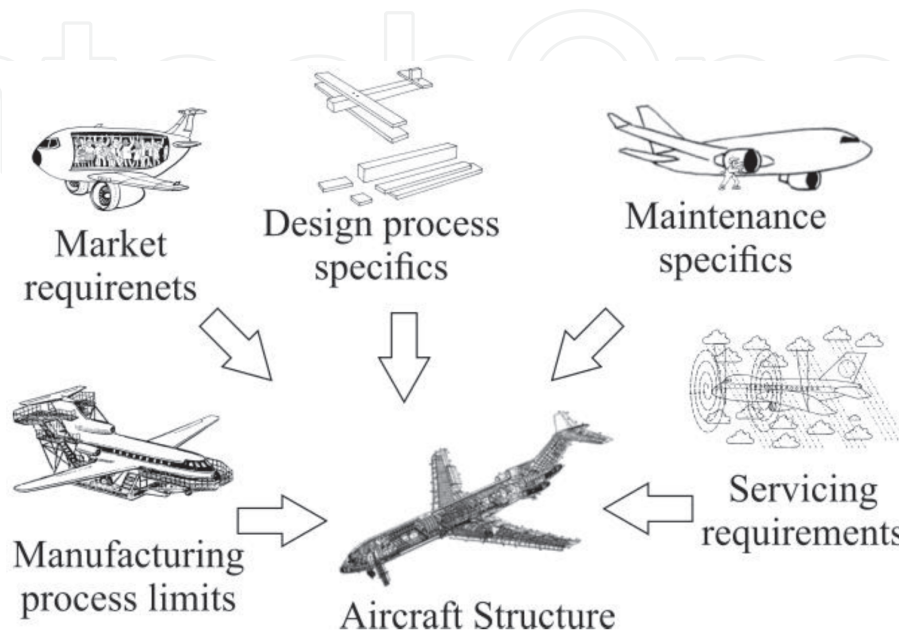 Market
requirenets
Design process
specifics
Maintenance
specifics
Manufacturing
process limits
Servicing
requirements
Aircraft Structure